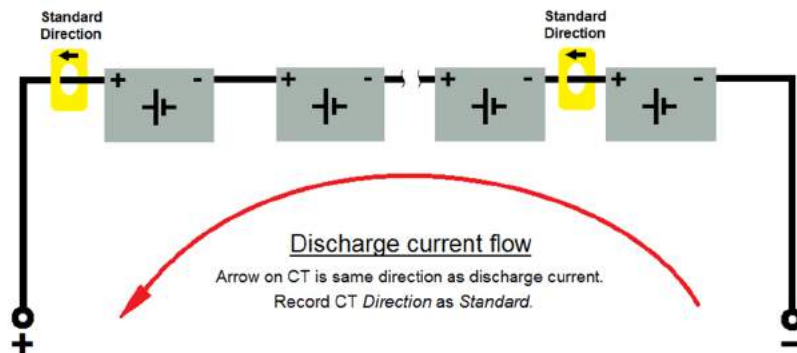 Standard
Direction
Standard
Direction
+ - + - + - + -
Discharge current flow
Arrow on CT is same direction as discharge current.
Record CT Direction as Standard.
+ −